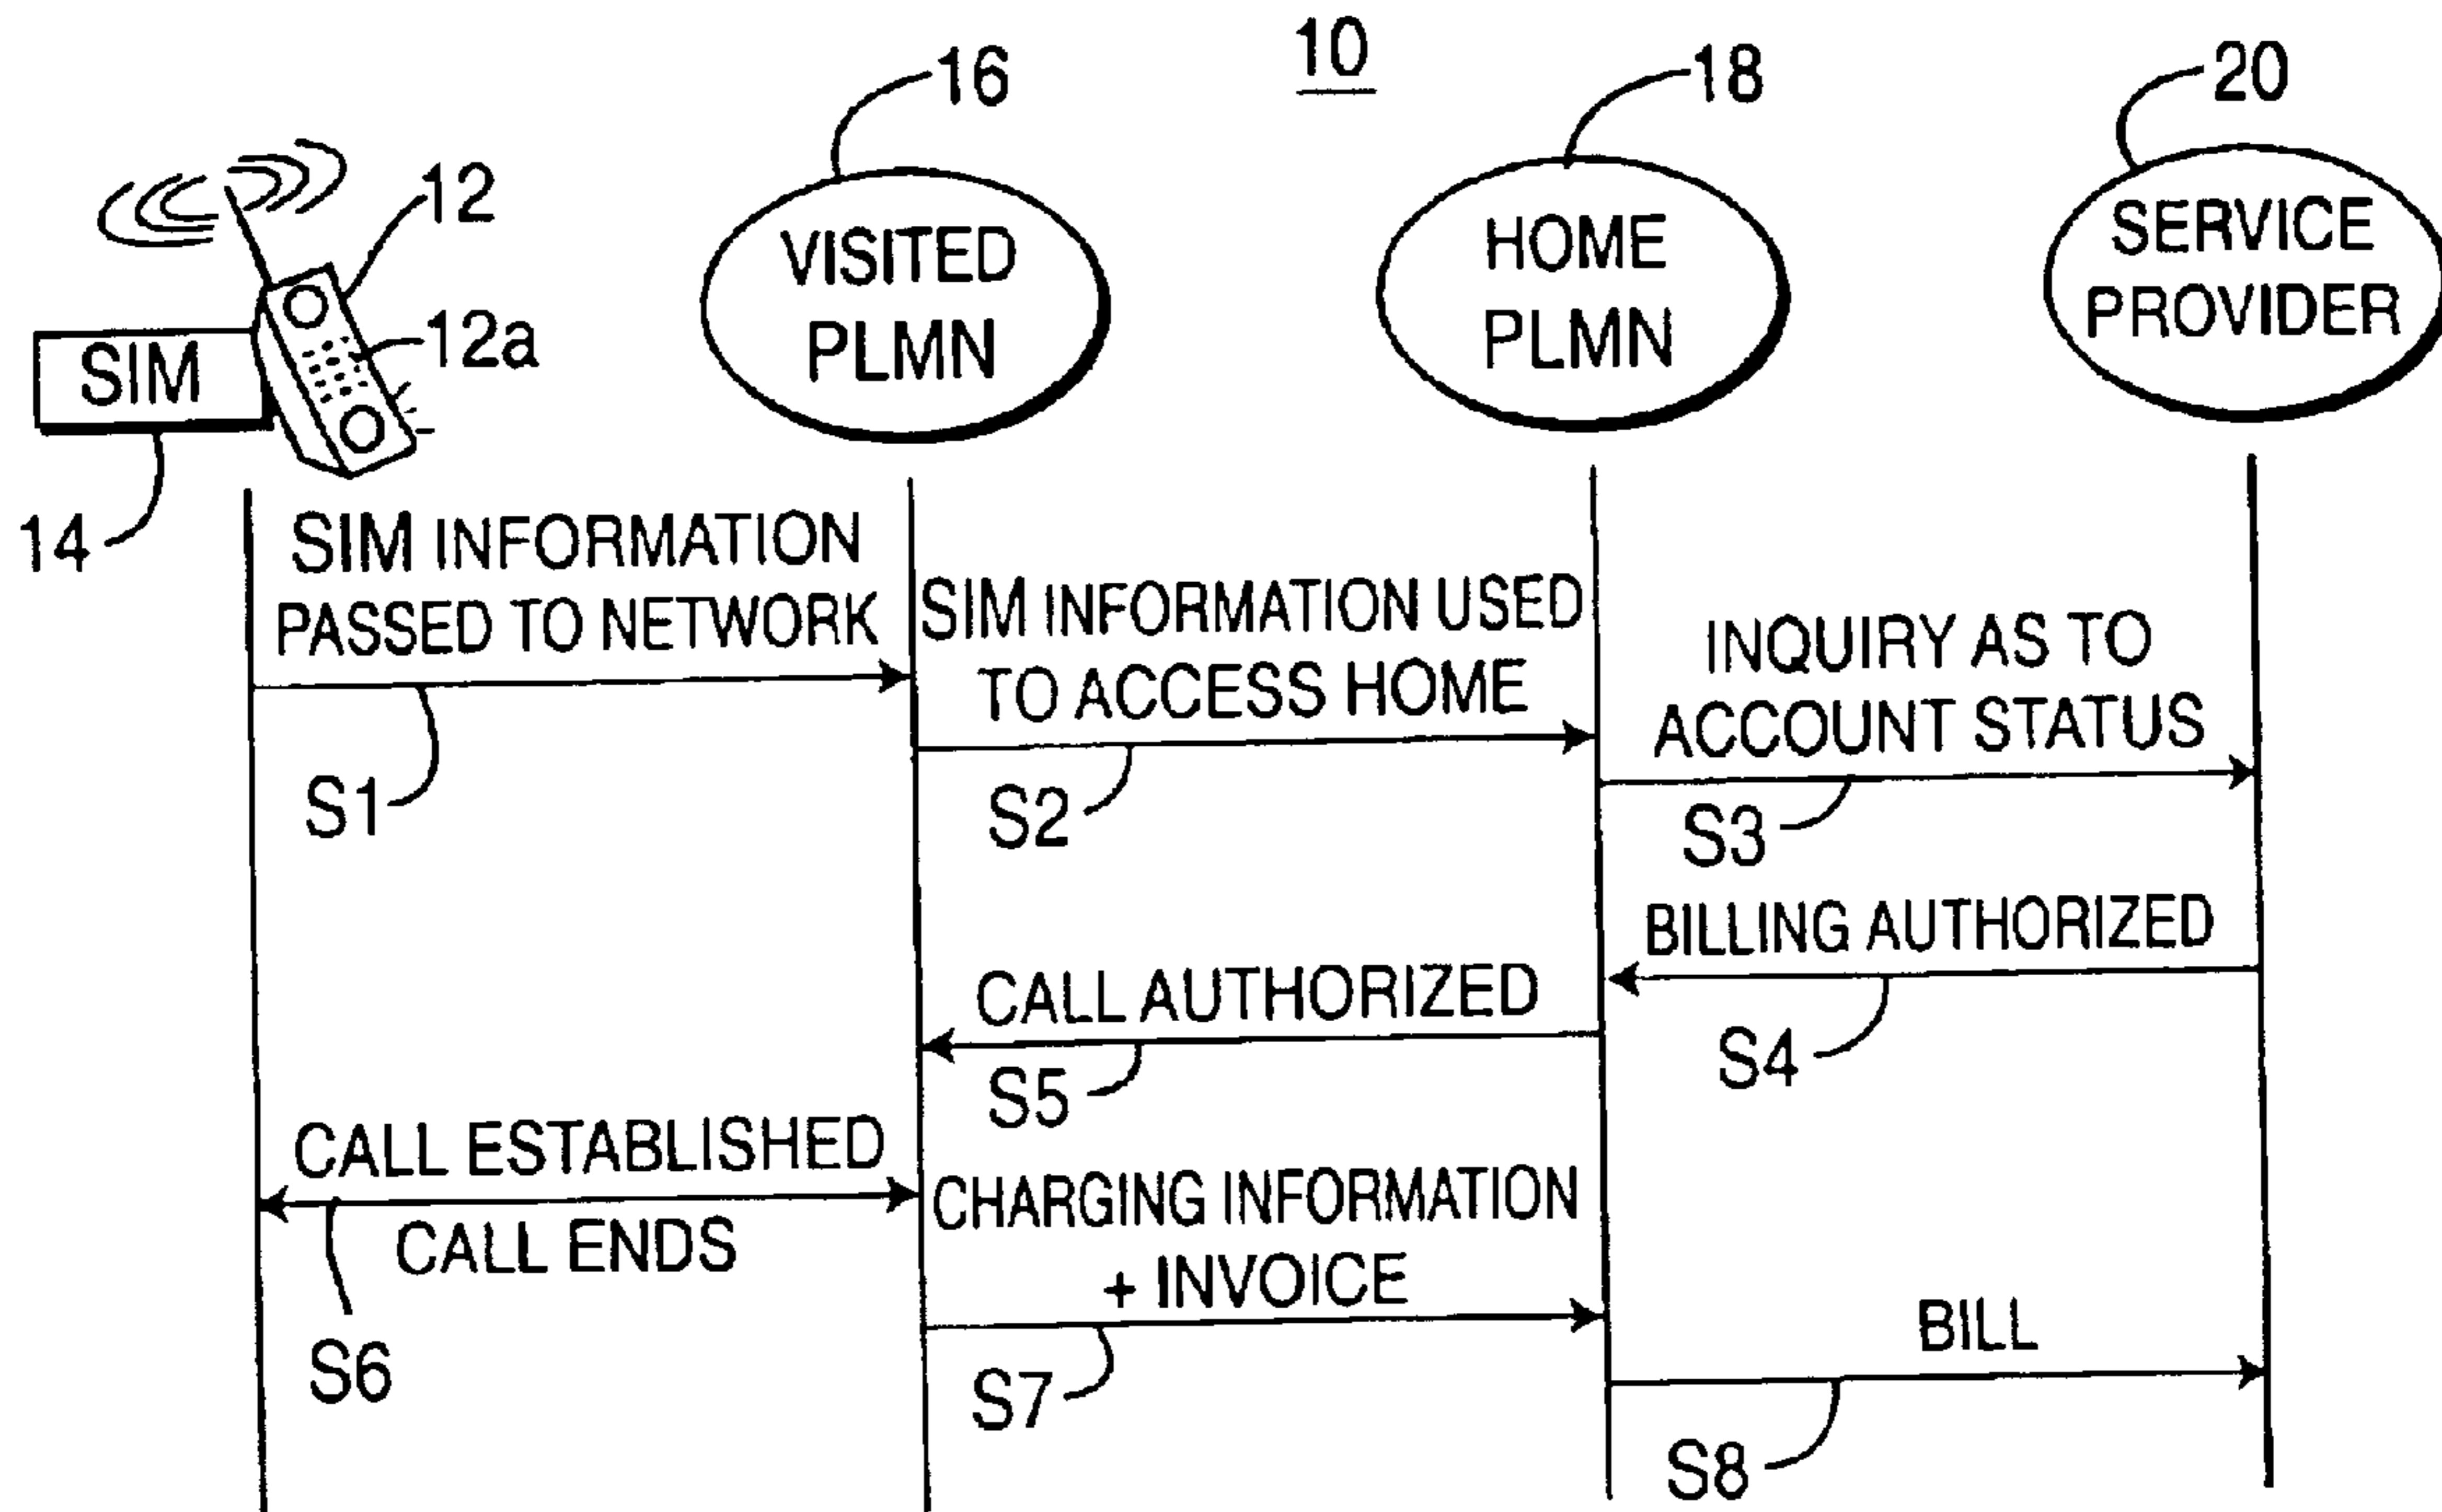 10
16
18
20
12
12a
VISITED
PLMN
HOME
PLMN
SERVICE
PROVIDER
SIM
14
SIM INFORMATION
PASSED TO NETWORK
S1
SIM INFORMATION USED
TO ACCESS HOME
S2
INQUIRY AS TO
ACCOUNT STATUS
S3
BILLING AUTHORIZED
S4
CALL AUTHORIZED
S5
CALL ESTABLISHED
CALL ENDS
S6
CHARGING INFORMATION
+ INVOICE
S7
BILL
S8